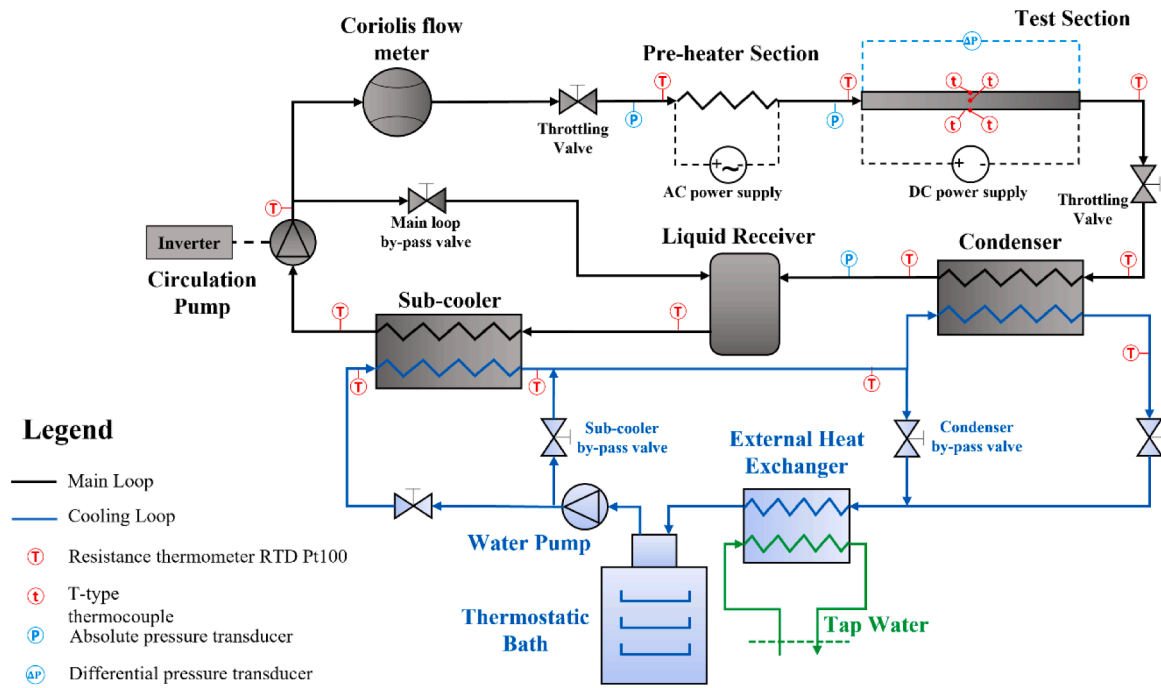 Test Section
Coriolis flow
meter
Pre-heater Section
ΔP
T
T
T
t
t
t
t
P
P
Throttling
Valve
+
~
-
AC power supply
+
-
DC power supply
Throttling
Valve
T
Main loop
by-pass valve
Liquid Receiver
Condenser
Inverter
Circulation
Pump
P
T
T
Sub-cooler
T
T
T
T
T
T
T
Legend
Sub-cooler
by-pass valve
External Heat
Exchanger
Condenser
by-pass valve
Main Loop
Cooling Loop
Water Pump
T
Resistance thermometer RTD Pt100
t
T-type
thermocouple
Thermostatic
Bath
Tap Water
P
Absolute pressure transducer
ΔP
Differential pressure transducer